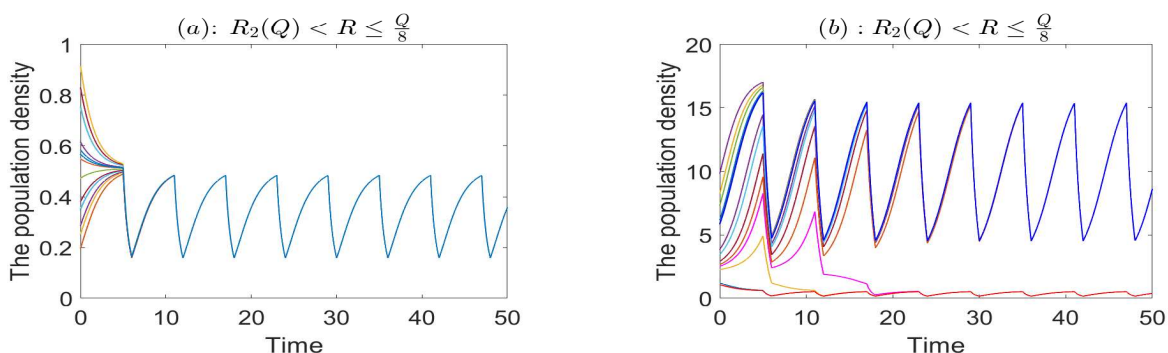 (a): R₂(Q) < R ≤ Q/8
1
0.8
0.6
0.4
0.2
0
The population density
0 10 20 30 40 50
Time
(b) : R₂(Q) < R ≤ Q/8
20
15
10
5
0
The population density
0 10 20 30 40 50
Time